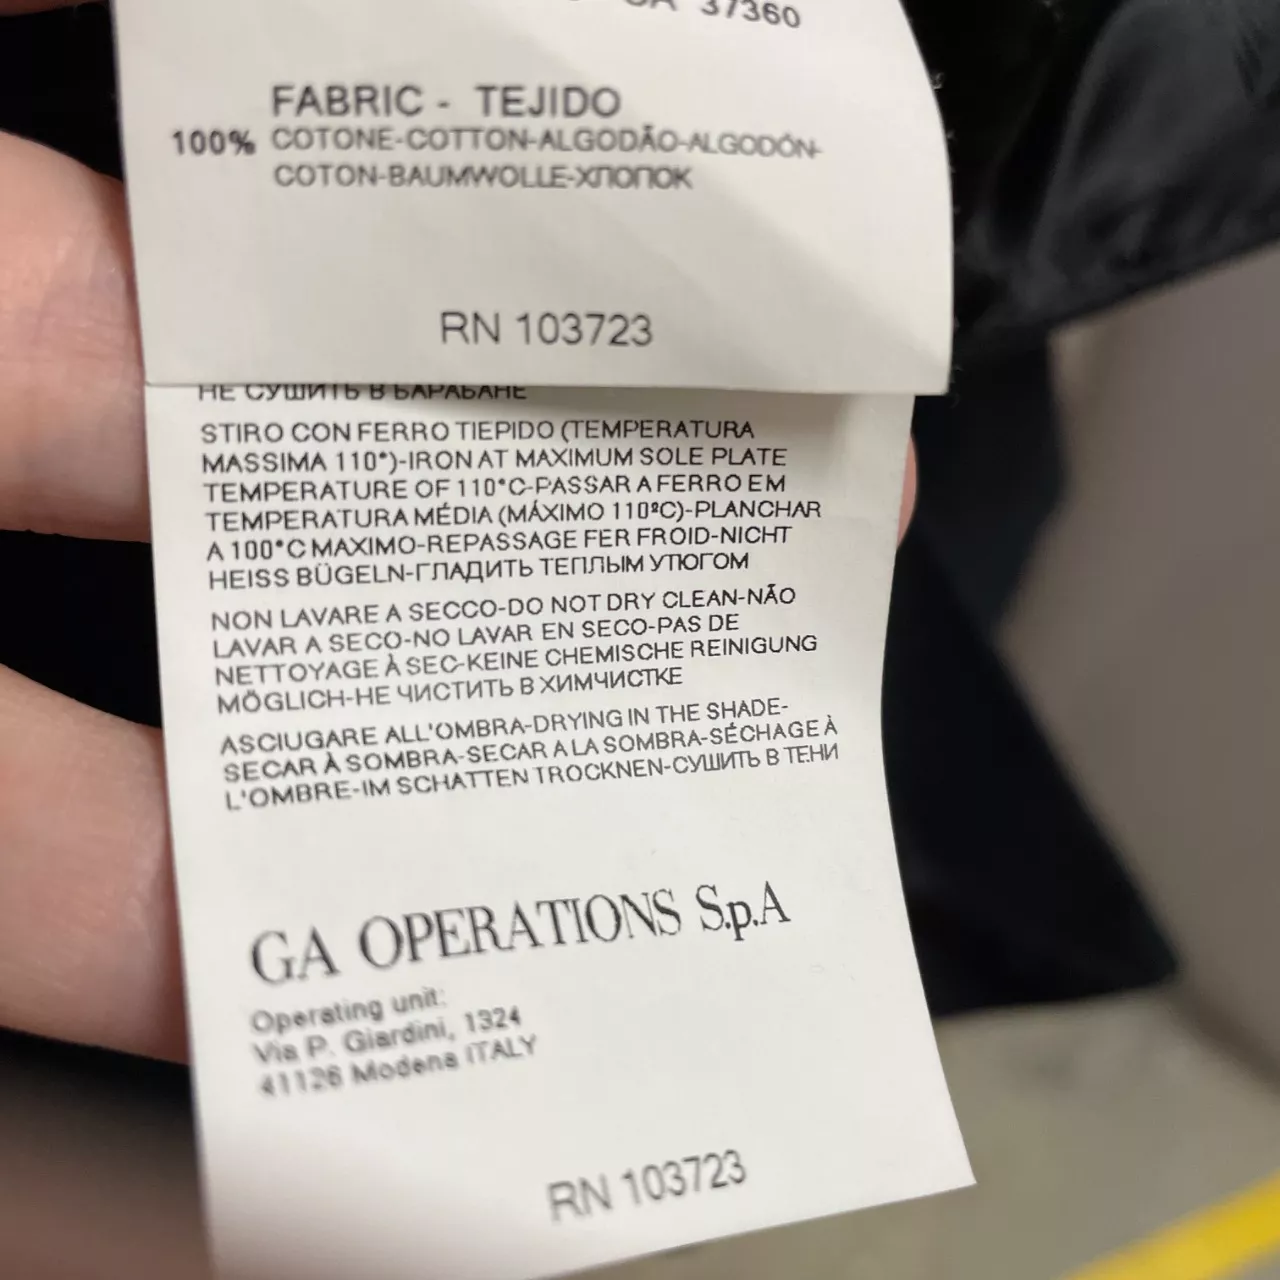 CA 37360
FABRIC - TEJIDO
100% COTONE-COTTON-ALGODÃO-ALGODÓN-
COTON-BAUMWOLLE-ХЛОПОК
RN 103723
НЕ СУШИТЬ В БАРАБАНЕ
STIRO CON FERRO TIEPIDO (TEMPERATURA
MASSIMA 110°)-IRON AT MAXIMUM SOLE PLATE
TEMPERATURE OF 110°C-PASSAR A FERRO EM
TEMPERATURA MÉDIA (MÁXIMO 110ºC)-PLANCHAR
A 100°C MAXIMO-REPASSAGE FER FROID-NICHT
HEISS BÜGELN-ГЛАДИТЬ ТЕПЛЫМ УТЮГОМ
NON LAVARE A SECCO-DO NOT DRY CLEAN-NÃO
LAVAR A SECO-NO LAVAR EN SECO-PAS DE
NETTOYAGE À SEC-KEINE CHEMISCHE REINIGUNG
MÖGLICH-НЕ ЧИСТИТЬ В ХИМЧИСТКЕ
ASCIUGARE ALL'OMBRA-DRYING IN THE SHADE-
SECAR À SOMBRA-SECAR A LA SOMBRA-SÉCHAGE À
L'OMBRE-IM SCHATTEN TROCKNEN-СУШИТЬ В ТЕНИ
GA OPERATIONS S.p.A
Operating unit:
Via P. Giardini, 1324
41126 Modena ITALY
RN 103723